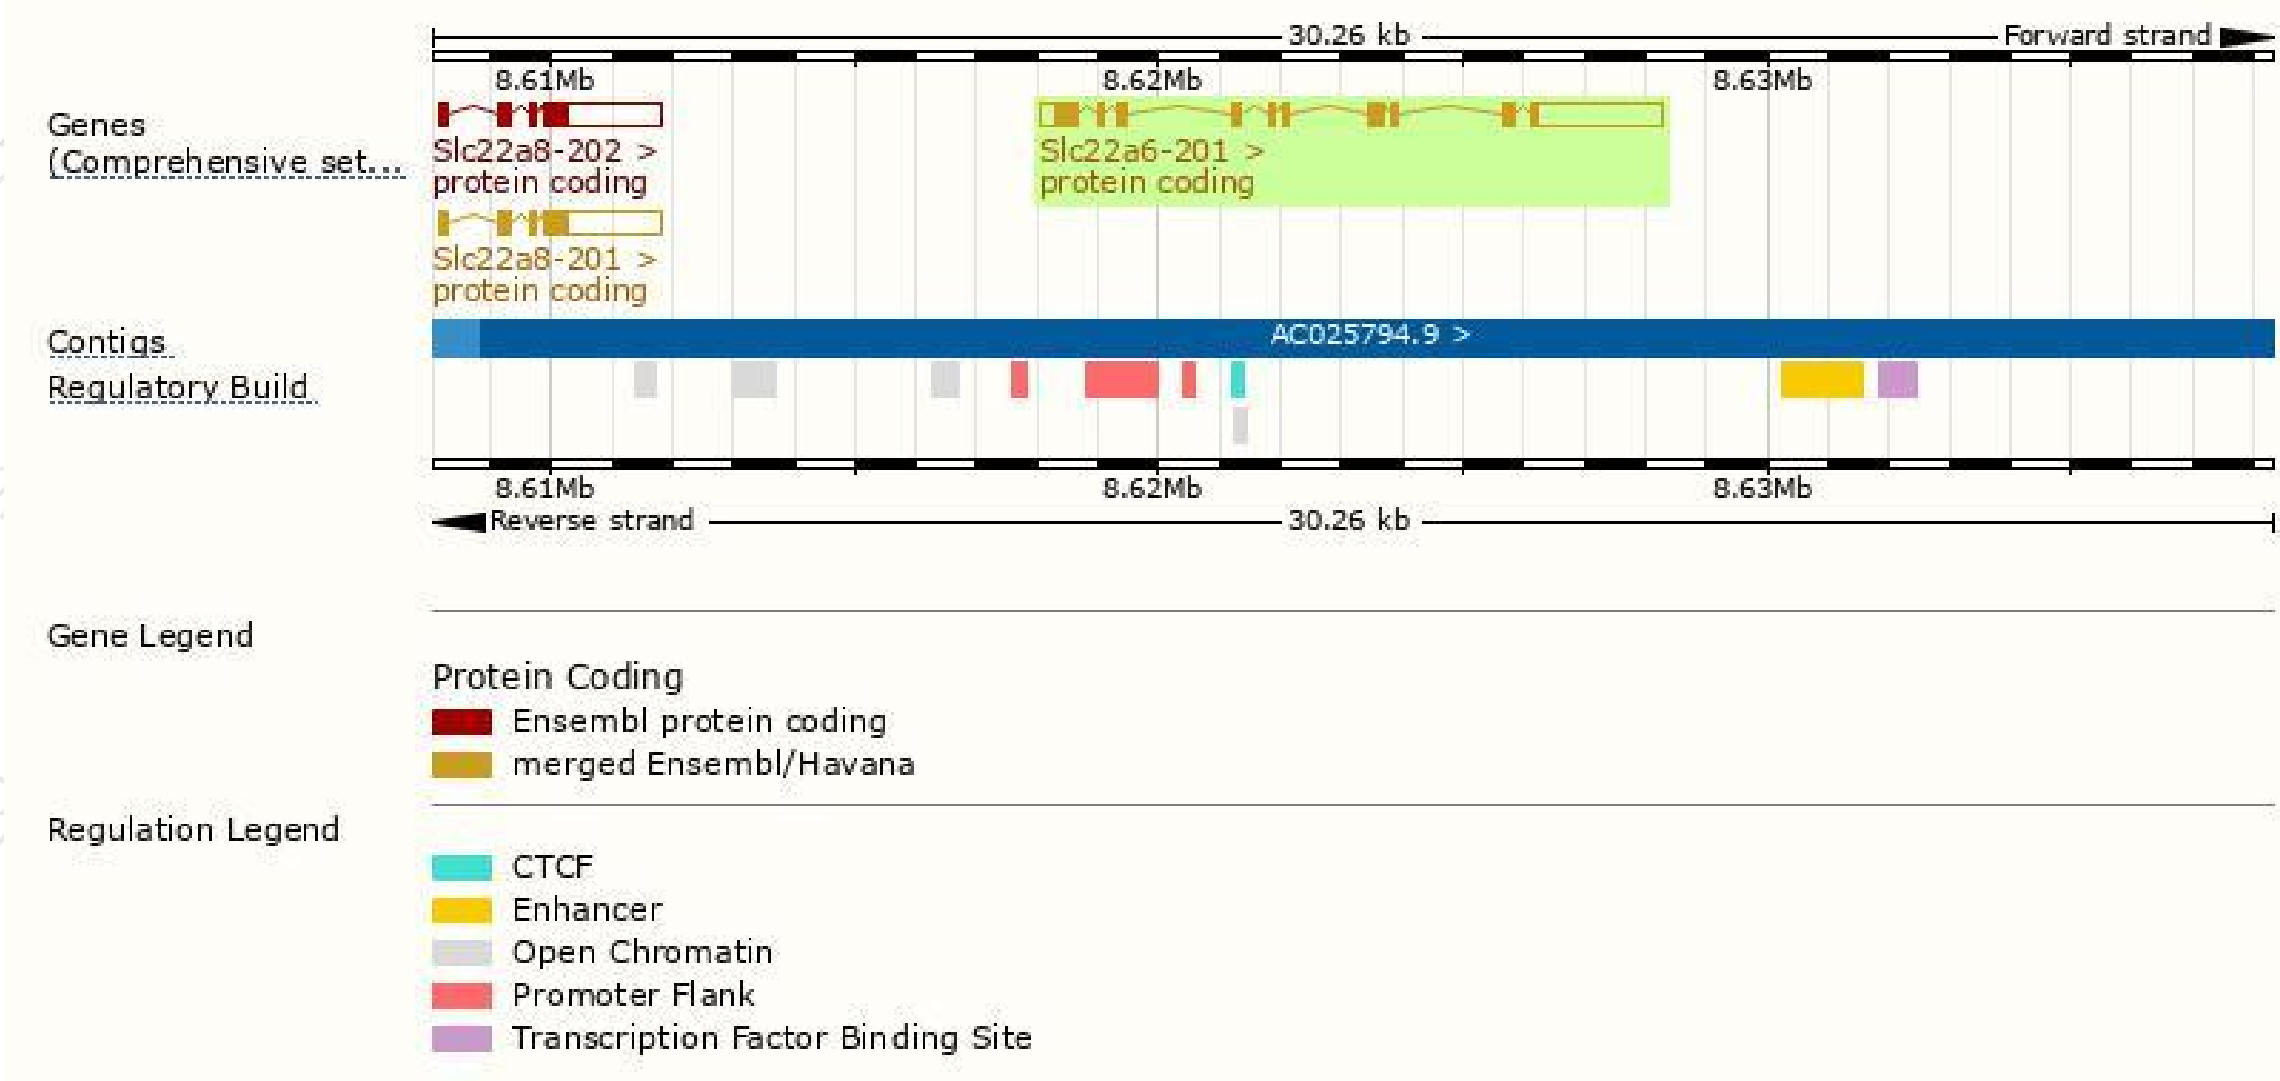 30.26 kb
Forward strand
8.61Mb 8.62Mb 8.63Mb
Genes
(Comprehensive set...
Slc22a8-202 >
protein coding
Slc22a6-201 >
protein coding
Slc22a8-201 >
protein coding
Contigs
AC025794.9 >
Regulatory Build
8.61Mb 8.62Mb 8.63Mb
Reverse strand
30.26 kb
Gene Legend
Protein Coding
Ensembl protein coding
merged Ensembl/Havana
Regulation Legend
CTCF
Enhancer
Open Chromatin
Promoter Flank
Transcription Factor Binding Site